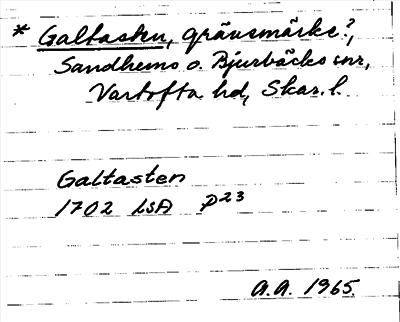 * Galtasten, gränsmärke?,
Sandhems o. Bjurbäcks snr,
Vartofta hd, Skar. l.
Galtasten
1702 LSA P23
A.A. 1965.